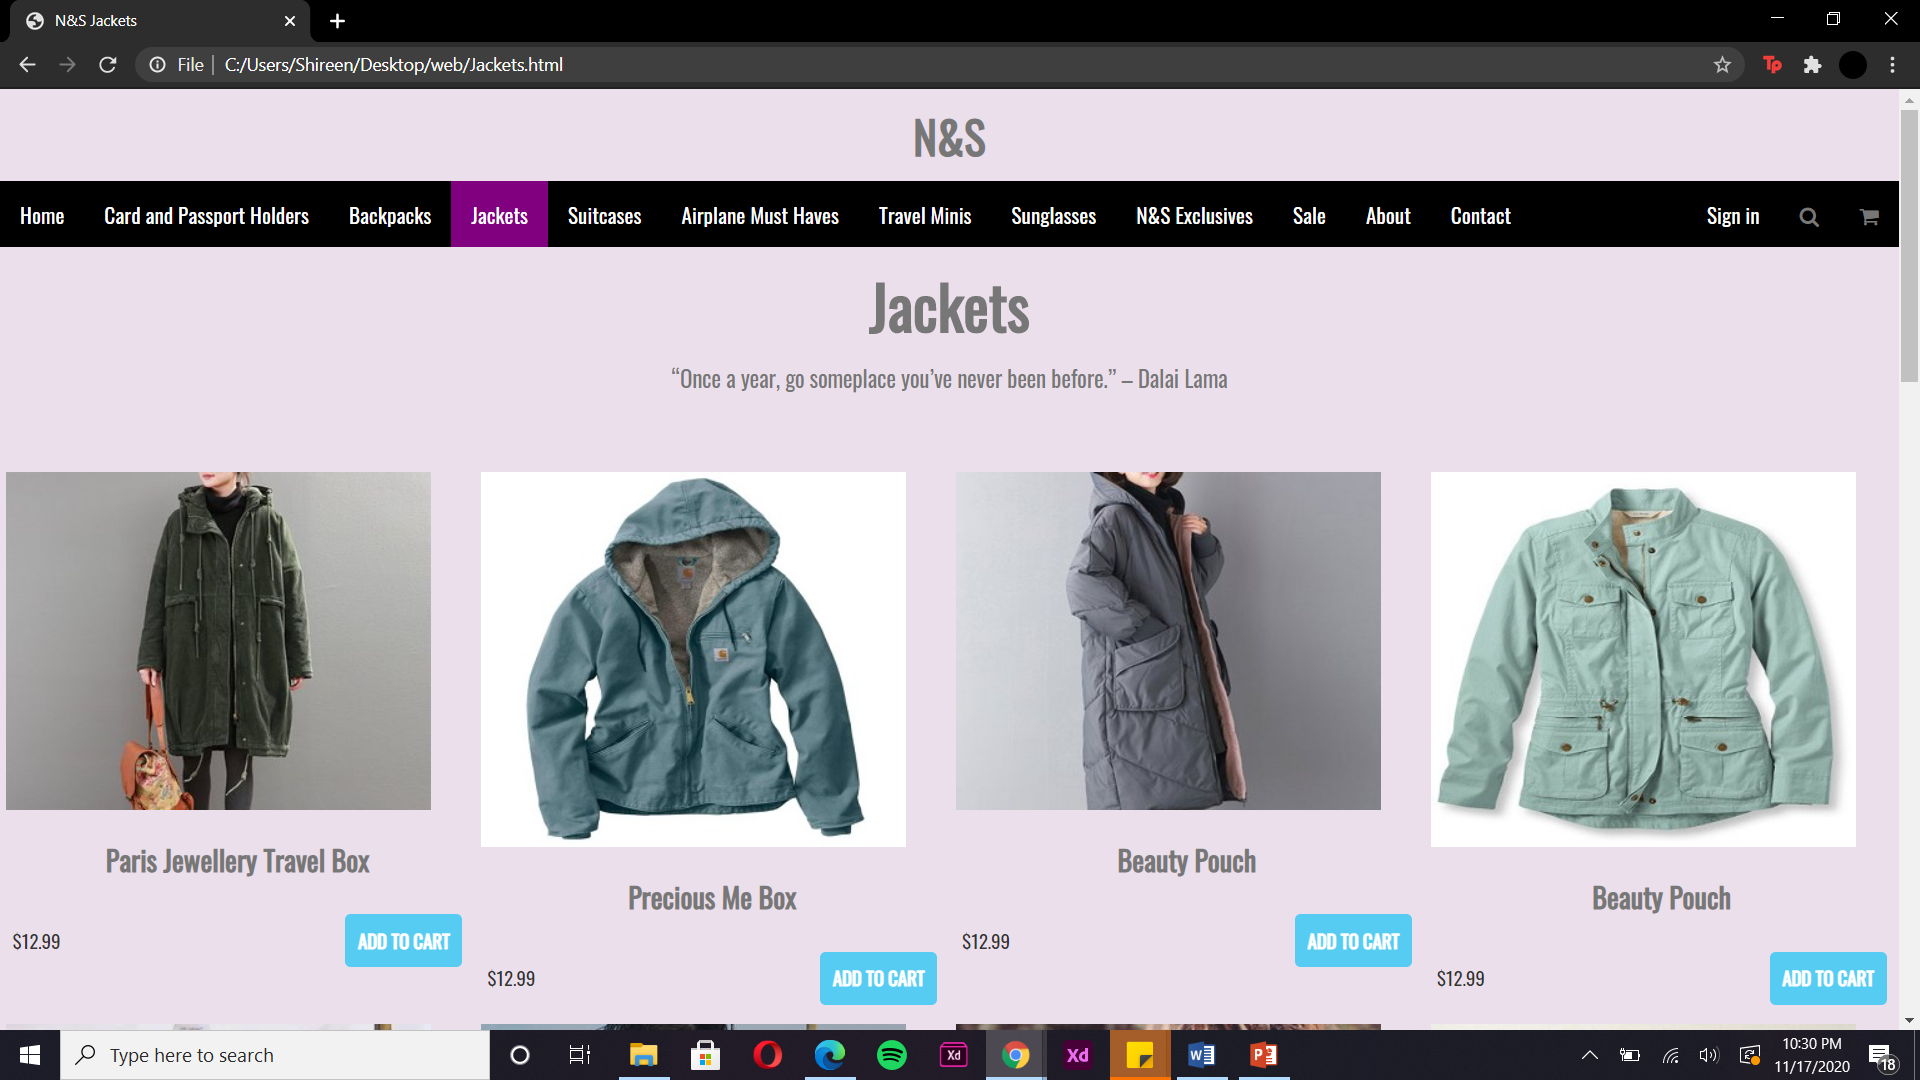 N&S Jackets
File
C:/Users/Shireen/Desktop/web/Jackets.html
Tp
N&S
Home Card and Passport Holders Backpacks Jackets Suitcases Airplane Must Haves Travel Minis Sunglasses N&S Exclusives Sale About Contact Sign in
Jackets
“Once a year, go someplace you’ve never been before.” – Dalai Lama
Paris Jewellery Travel Box
$12.99 ADD TO CART
Precious Me Box
$12.99 ADD TO CART
Beauty Pouch
$12.99 ADD TO CART
Beauty Pouch
$12.99 ADD TO CART
Type here to search
Xd
Xd
W
P
10:30 PM
11/17/2020
18